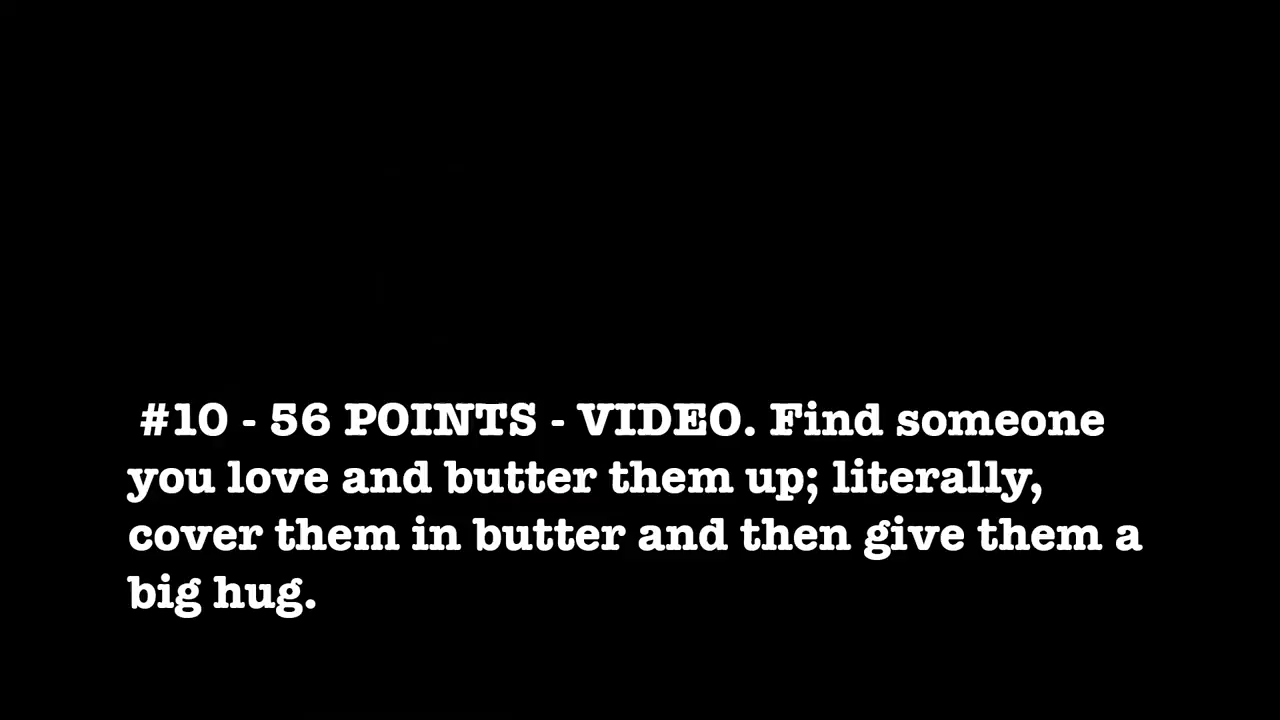 #10 - 56 POINTS - VIDEO. Find someone
you love and butter them up; literally,
cover them in butter and then give them a
big hug.